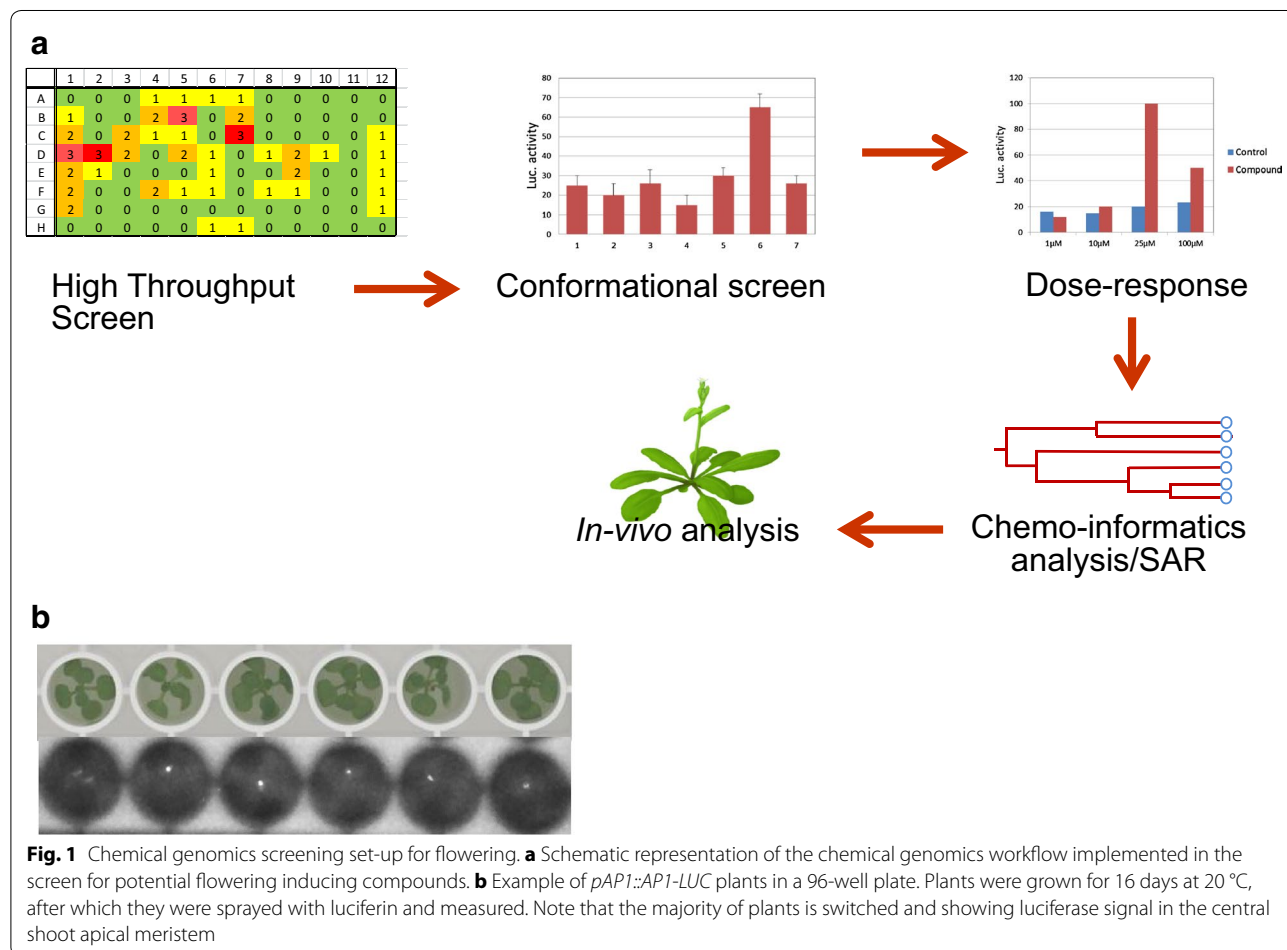 a
1 2 3 4 5 6 7 8 9 10 11 12
A 0 0 0 1 1 1 1 0 0 0 0 0
B 1 0 0 2 3 0 2 0 0 0 0 0
C 2 0 2 1 1 0 3 0 0 0 0 1
D 3 3 2 0 2 1 0 1 2 1 0 1
E 2 1 0 0 0 1 0 0 2 0 0 1
F 2 0 0 2 1 1 0 1 1 0 0 1
G 2 0 0 0 0 0 0 0 0 0 0 1
H 0 0 0 0 0 1 1 0 0 0 0 0
High Throughput
Screen
Luc. activity
80
70
60
50
40
30
20
10
0
1 2 3 4 5 6 7
Conformational screen
Luc. activity
120
100
80
60
40
20
0
1µM 10µM 25µM 100µM
Control
Compound
Dose-response
Chemo-informatics
analysis/SAR
In-vivo analysis
b
Fig. 1 Chemical genomics screening set-up for flowering. a Schematic representation of the chemical genomics workflow implemented in the
screen for potential flowering inducing compounds. b Example of pAP1::AP1-LUC plants in a 96-well plate. Plants were grown for 16 days at 20 °C,
after which they were sprayed with luciferin and measured. Note that the majority of plants is switched and showing luciferase signal in the central
shoot apical meristem